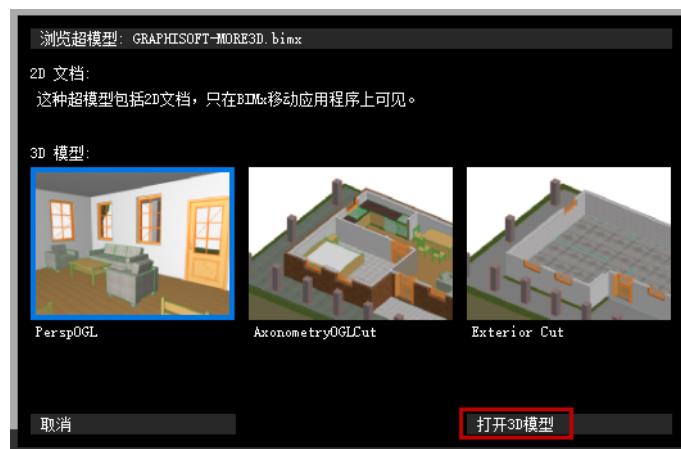 浏览超模型: GRAPHISOFT-MORE3D.bimx
2D 文档:
这种超模型包括2D文档，只在BIMx移动应用程序上可见。
3D 模型:
PerspOGL
AxonometryOGLCut
Exterior Cut
取消
打开3D模型